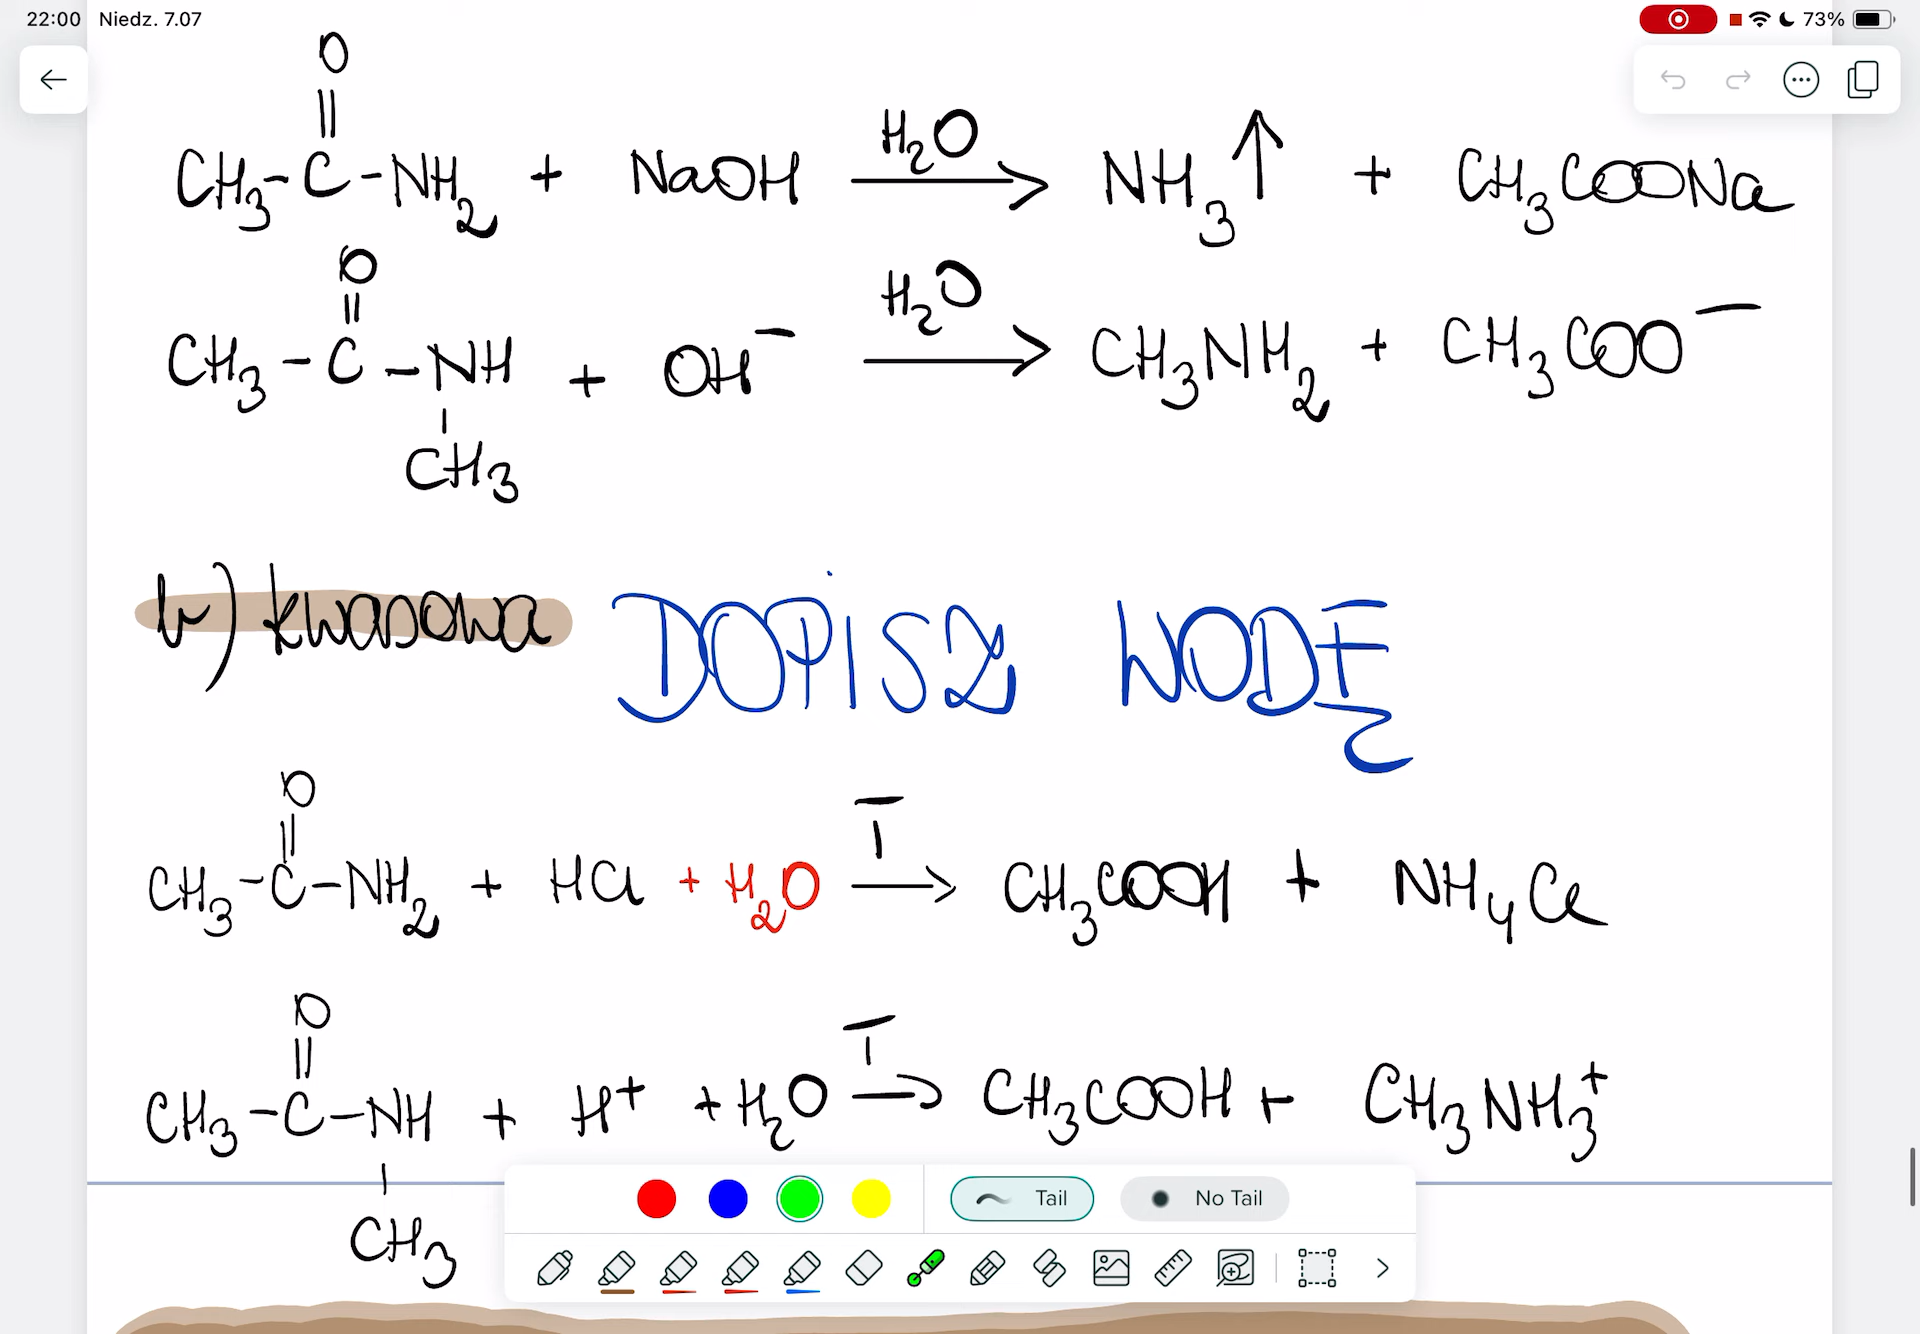 22:00 Niedz. 7.07 73%
O
||
CH₃-C-NH₂ + NaOH —H₂O→ NH₃↑ + CH₃COONa
O
||
CH₃-C-NH + OH⁻ —H₂O→ CH₃NH₂ + CH₃COO⁻
|
CH₃
b) kwasowa DOPISZ WODĘ
O
||
CH₃-C-NH₂ + HCl + H₂O —T→ CH₃COOH + NH₄Cl
O
||
CH₃-C-NH + H⁺ + H₂O —T→ CH₃COOH + CH₃NH₃⁺
|
CH₃
Tail No Tail